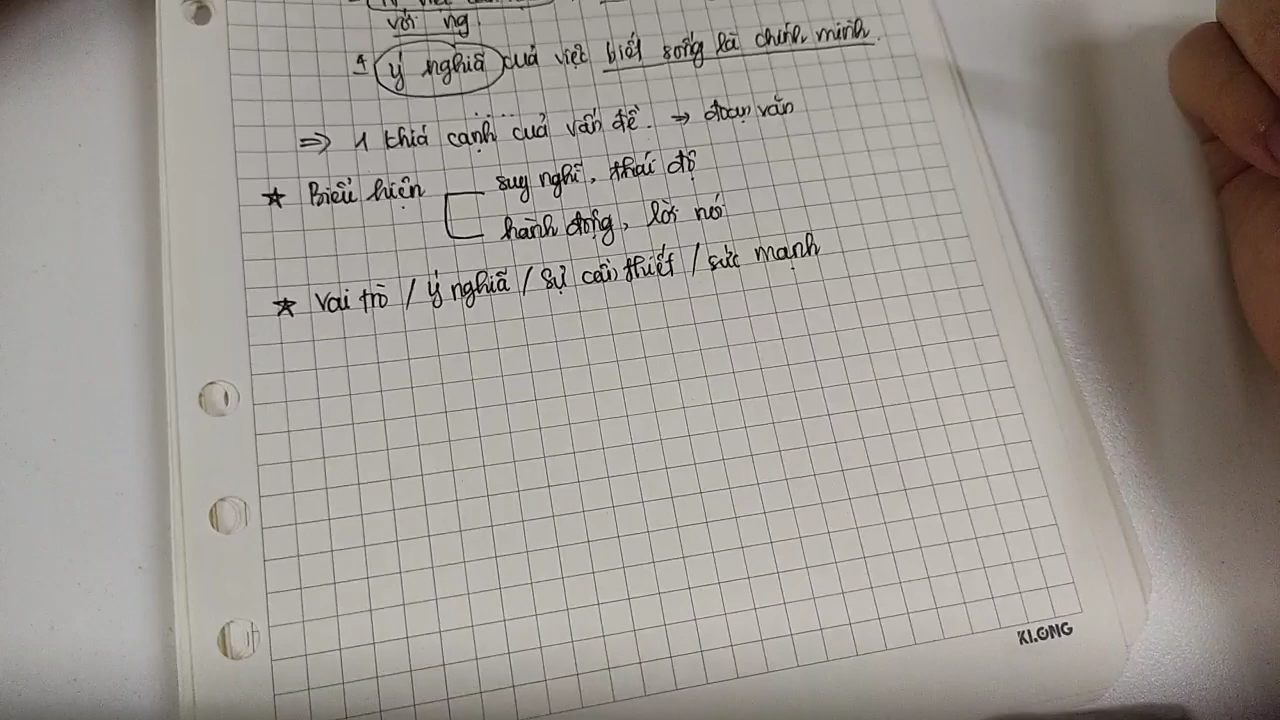 với ng
ý nghĩa của việc biết sống là chính mình.
⇒ 1 khía cạnh của vấn đề. → đoạn văn
★ Biểu hiện
suy nghĩ, thái độ
hành động, lời nói
★ Vai trò / ý nghĩa / sự cần thiết / sức mạnh
KLONG